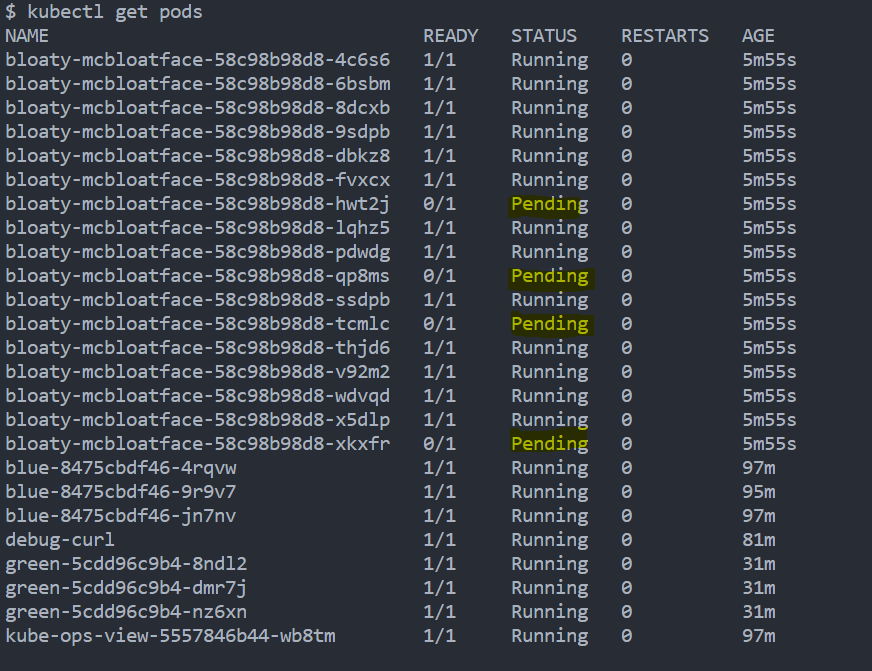 $ kubectl get pods
NAME READY STATUS RESTARTS AGE
bloaty-mcbloatface-58c98b98d8-4c6s6 1/1 Running 0 5m55s
bloaty-mcbloatface-58c98b98d8-6bsbm 1/1 Running 0 5m55s
bloaty-mcbloatface-58c98b98d8-8dcxb 1/1 Running 0 5m55s
bloaty-mcbloatface-58c98b98d8-9sdpb 1/1 Running 0 5m55s
bloaty-mcbloatface-58c98b98d8-dbkz8 1/1 Running 0 5m55s
bloaty-mcbloatface-58c98b98d8-fvxcx 1/1 Running 0 5m55s
bloaty-mcbloatface-58c98b98d8-hwt2j 0/1 Pending 0 5m55s
bloaty-mcbloatface-58c98b98d8-lqhz5 1/1 Running 0 5m55s
bloaty-mcbloatface-58c98b98d8-pdwdg 1/1 Running 0 5m55s
bloaty-mcbloatface-58c98b98d8-qp8ms 0/1 Pending 0 5m55s
bloaty-mcbloatface-58c98b98d8-ssdpb 1/1 Running 0 5m55s
bloaty-mcbloatface-58c98b98d8-tcmlc 0/1 Pending 0 5m55s
bloaty-mcbloatface-58c98b98d8-thjd6 1/1 Running 0 5m55s
bloaty-mcbloatface-58c98b98d8-v92m2 1/1 Running 0 5m55s
bloaty-mcbloatface-58c98b98d8-wdvqd 1/1 Running 0 5m55s
bloaty-mcbloatface-58c98b98d8-x5dlp 1/1 Running 0 5m55s
bloaty-mcbloatface-58c98b98d8-xkxfr 0/1 Pending 0 5m55s
blue-8475cbdf46-4rqvw 1/1 Running 0 97m
blue-8475cbdf46-9r9v7 1/1 Running 0 95m
blue-8475cbdf46-jn7nv 1/1 Running 0 97m
debug-curl 1/1 Running 0 81m
green-5cdd96c9b4-8ndl2 1/1 Running 0 31m
green-5cdd96c9b4-dmr7j 1/1 Running 0 31m
green-5cdd96c9b4-nz6xn 1/1 Running 0 31m
kube-ops-view-5557846b44-wb8tm 1/1 Running 0 97m